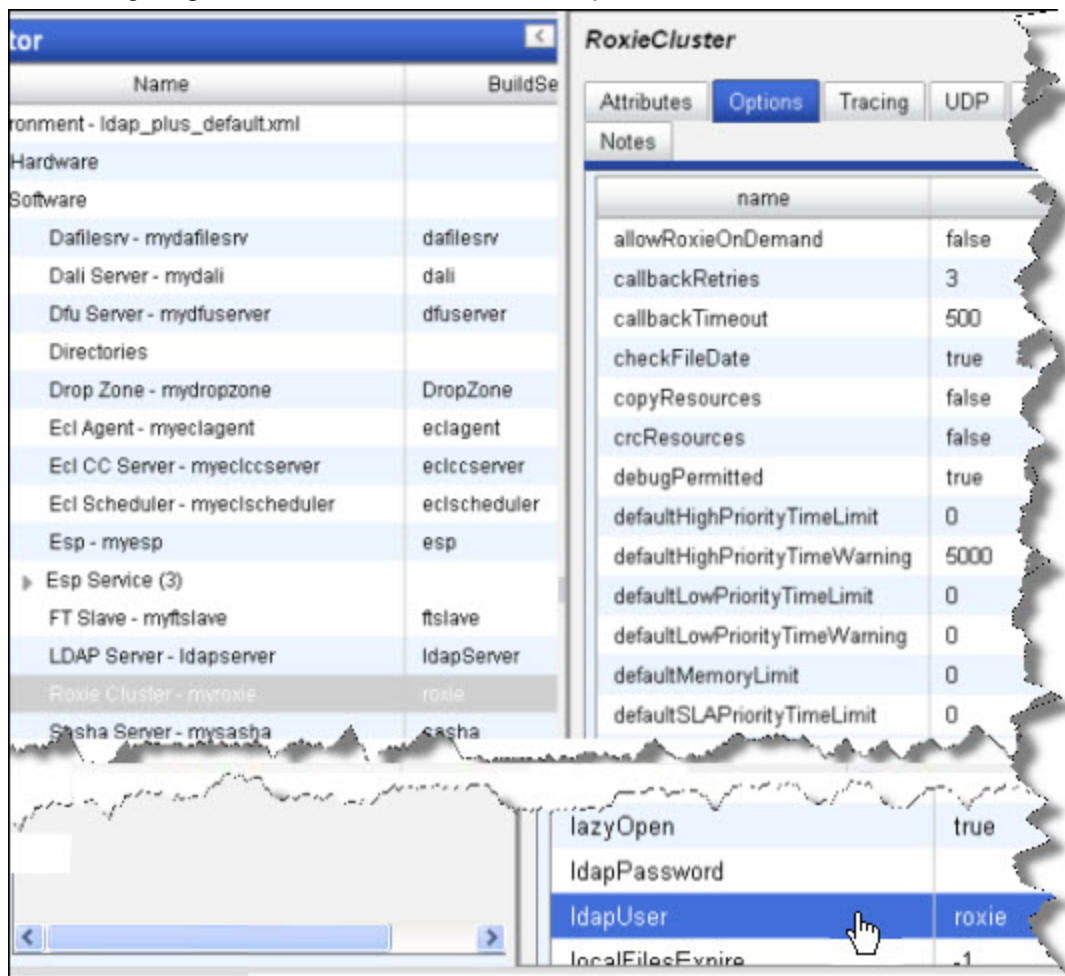 tor
RoxieCluster
Name BuildSe
Attributes Options Tracing UDP
Notes
ronment - ldap_plus_default.xml
Hardware
Software
Dafilesrv - mydafilesrv dafilesrv
Dali Server - mydali dali
Dfu Server - mydfuserver dfuserver
Directories
Drop Zone - mydropzone DropZone
Ecl Agent - myeclagent eclagent
Ecl CC Server - myeclccserver eclccserver
Ecl Scheduler - myeclscheduler eclscheduler
Esp - myesp esp
Esp Service (3)
FT Slave - myftslave ftslave
LDAP Server - ldapserver ldapServer
Roxie Cluster - myroxie roxie
Sasha Server - mysasha sasha
name
allowRoxieOnDemand false
callbackRetries 3
callbackTimeout 500
checkFileDate true
copyResources false
crcResources false
debugPermitted true
defaultHighPriorityTimeLimit 0
defaultHighPriorityTimeWarning 5000
defaultLowPriorityTimeLimit 0
defaultLowPriorityTimeWarning 0
defaultMemoryLimit 0
defaultSLAPriorityTimeLimit 0
lazyOpen true
ldapPassword
ldapUser roxie
localFilesExpire -1